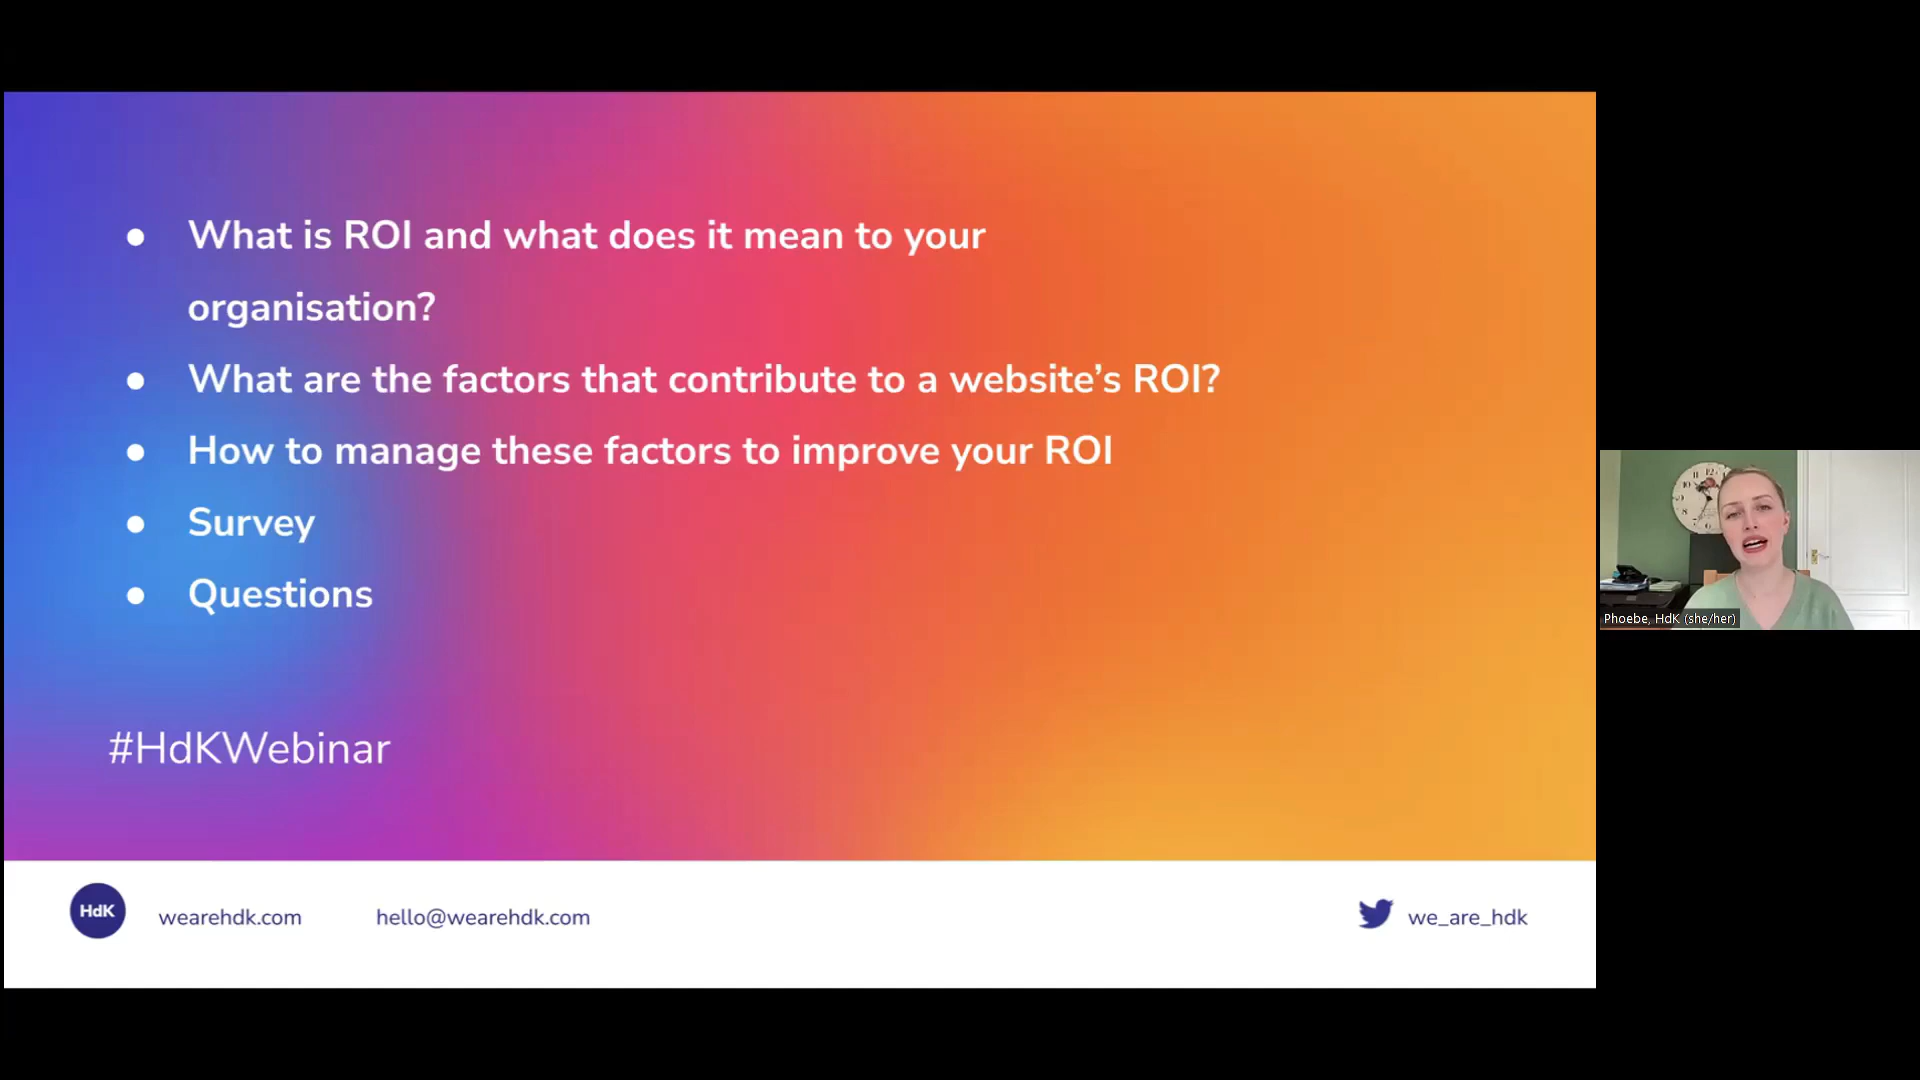 What is ROI and what does it mean to your
organisation?
What are the factors that contribute to a website’s ROI?
How to manage these factors to improve your ROI
Survey
Questions
#HdKWebinar
HdK
wearehdk.com
hello@wearehdk.com
we_are_hdk
Phoebe, HdK (she/her)